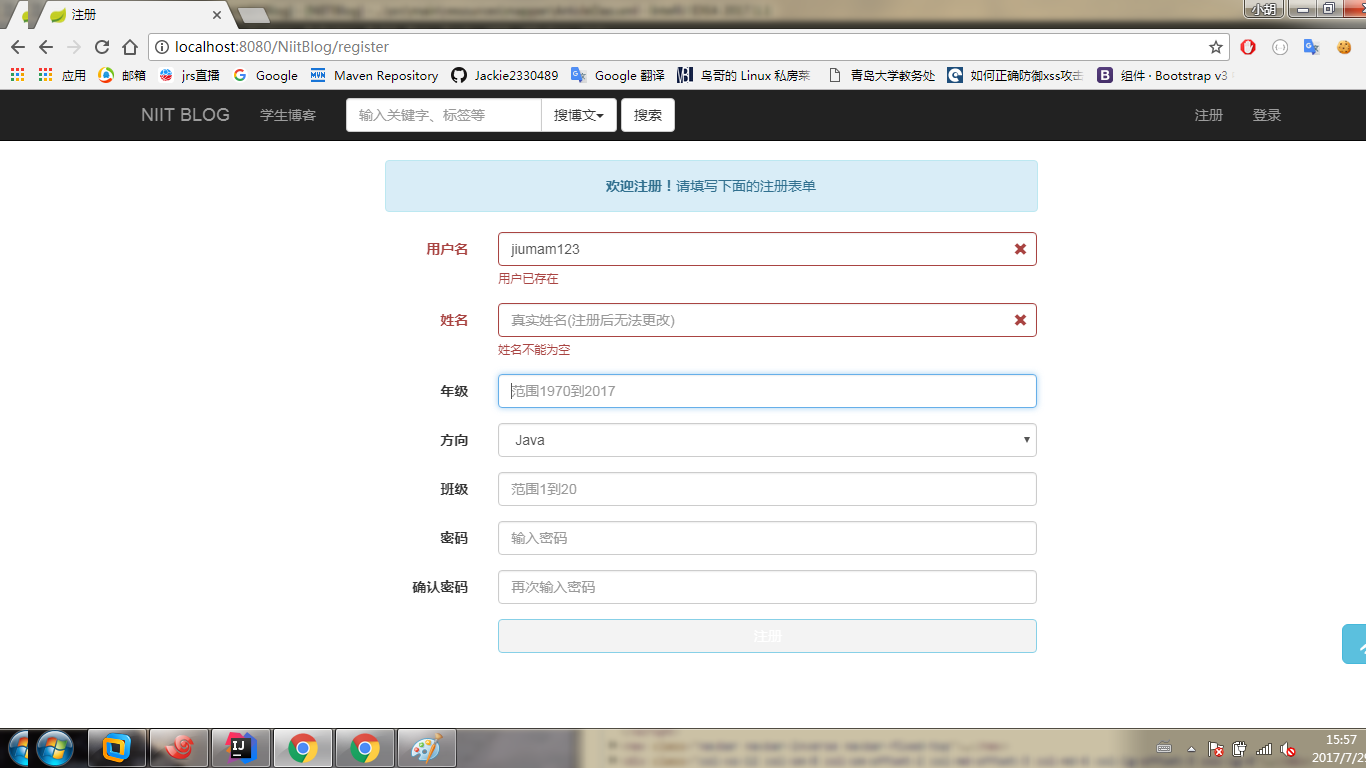 注册
小胡
localhost:8080/NiitBlog/register
应用 邮箱 jrs直播 Google Maven Repository Jackie2330489 Google 翻译 鸟哥的 Linux 私房菜 青岛大学教务处 如何正确防御xss攻击 组件 · Bootstrap v3
NIIT BLOG 学生博客 输入关键字、标签等 搜博文 搜索 注册 登录
欢迎注册！请填写下面的注册表单
用户名 jiumam123
用户已存在
姓名 真实姓名(注册后无法更改)
姓名不能为空
年级 范围1970到2017
方向 Java
班级 范围1到20
密码 输入密码
确认密码 再次输入密码
注册
15:57